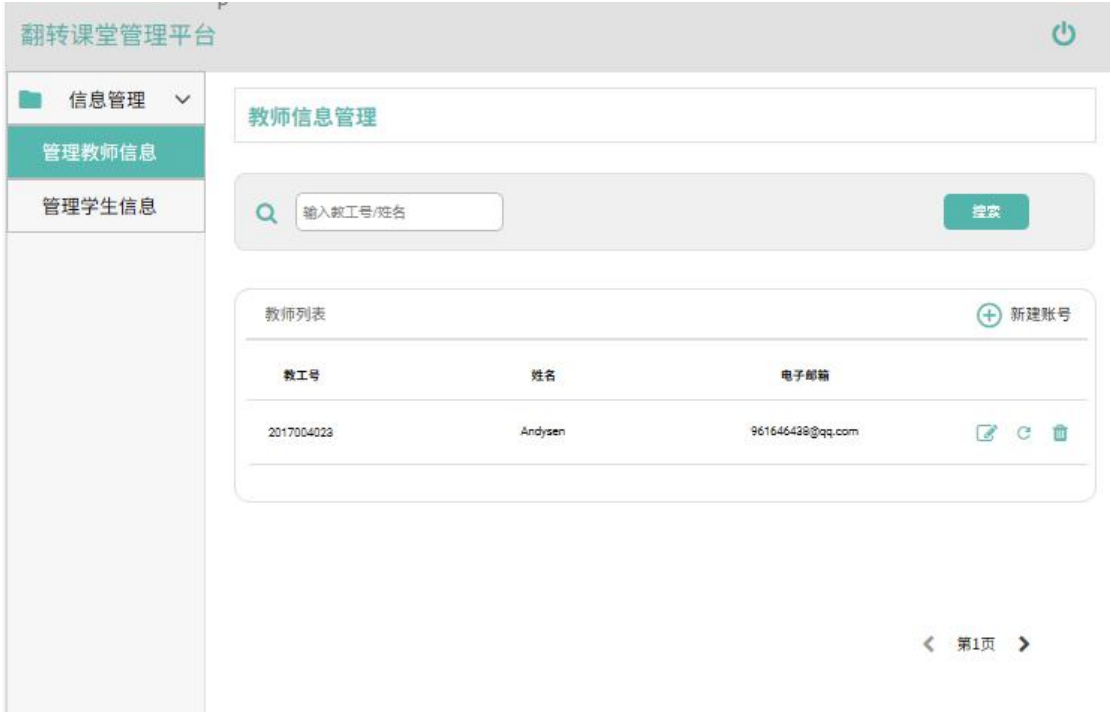 翻转课堂管理平台
信息管理
管理教师信息
管理学生信息
教师信息管理
输入教工号/姓名
搜索
教师列表
新建账号
教工号 姓名 电子邮箱
2017004023 Andysen 961646438@qq.com
第1页